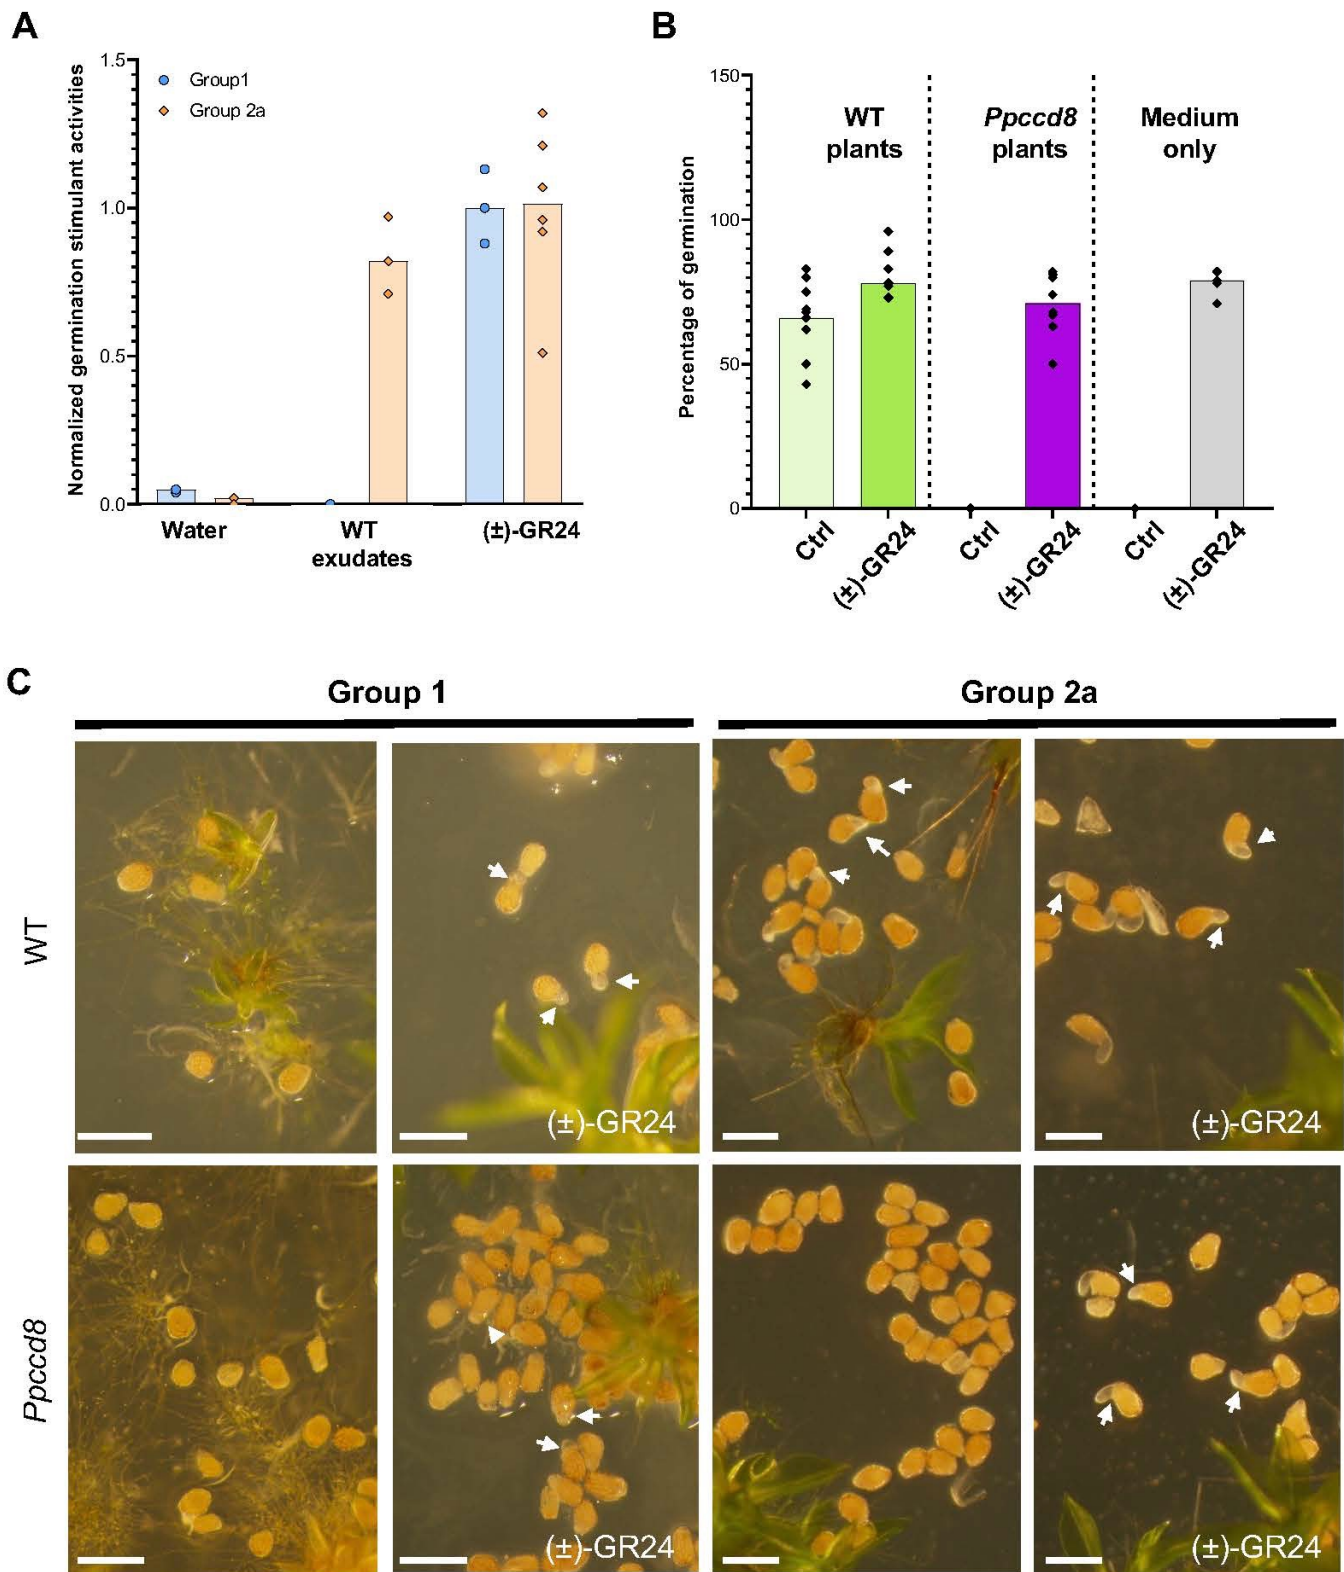 A
Normalized germination stimulant activities
1.5
1.0
0.5
0.0
Group1
Group 2a
Water
WT
exudates
(±)-GR24
B
Percentage of germination
150
100
50
0
WT
plants
Ppccd8
plants
Medium
only
Ctrl
(±)-GR24
Ctrl
(±)-GR24
Ctrl
(±)-GR24
C
Group 1
Group 2a
WT
(±)-GR24
(±)-GR24
Ppccd8
(±)-GR24
(±)-GR24